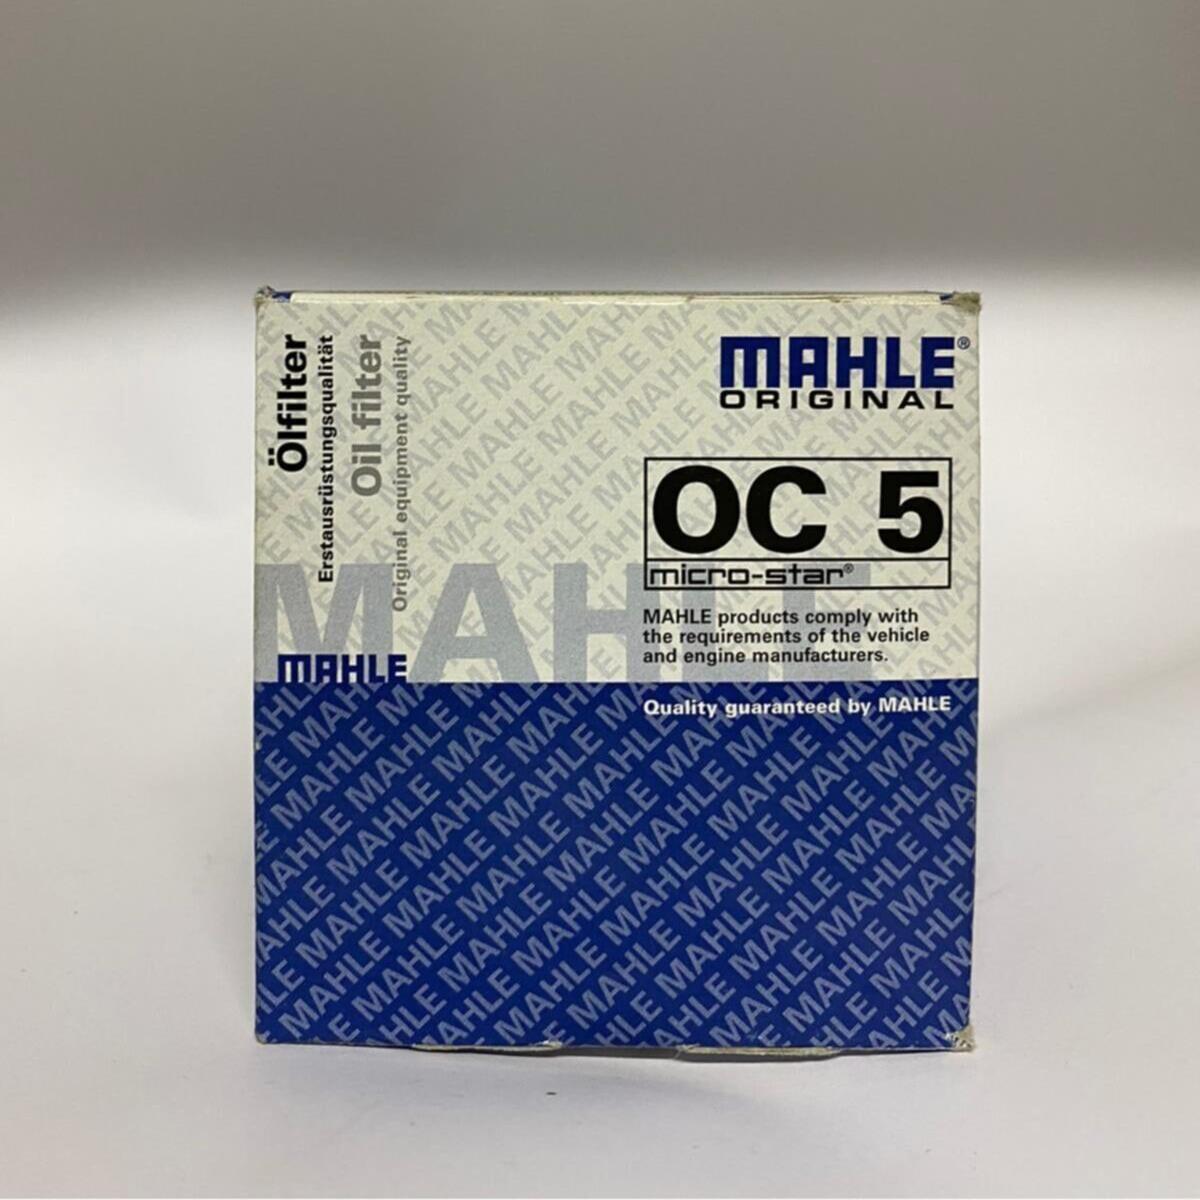 Ölfilter
Erstausrüstungsqualität
Oil filter
Original equipment quality
MAHLE®
ORIGINAL
OC 5
micro-star®
MAHLE products comply with
the requirements of the vehicle
and engine manufacturers.
MAHLE
MAHLE
Quality guaranteed by MAHLE